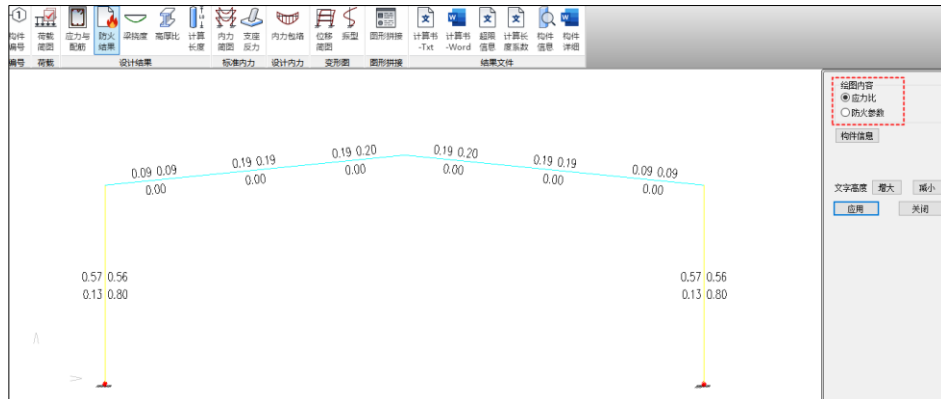 1
构件 荷载 应力与 防火 梁挠度 高厚比 计算 内力 支座 内力包络 位移 振型 图形拼接 计算书 计算书 超限 计算长 构件 构件
编号 简图 配筋 结果 长度 简图 反力 简图 -Txt -Word 信息 度系数 信息 详细
编号 荷载 设计结果 标准内力 设计内力 变形图 图形拼接 结果文件
绘图内容
应力比
防火参数
构件信息
文字高度 增大 减小
应用 关闭
0.19 0.20 0.19 0.20
0.00 0.00
0.19 0.19 0.19 0.19
0.00 0.00
0.09 0.09 0.09 0.09
0.00 0.00
0.57 0.56 0.57 0.56
0.13 0.80 0.13 0.80